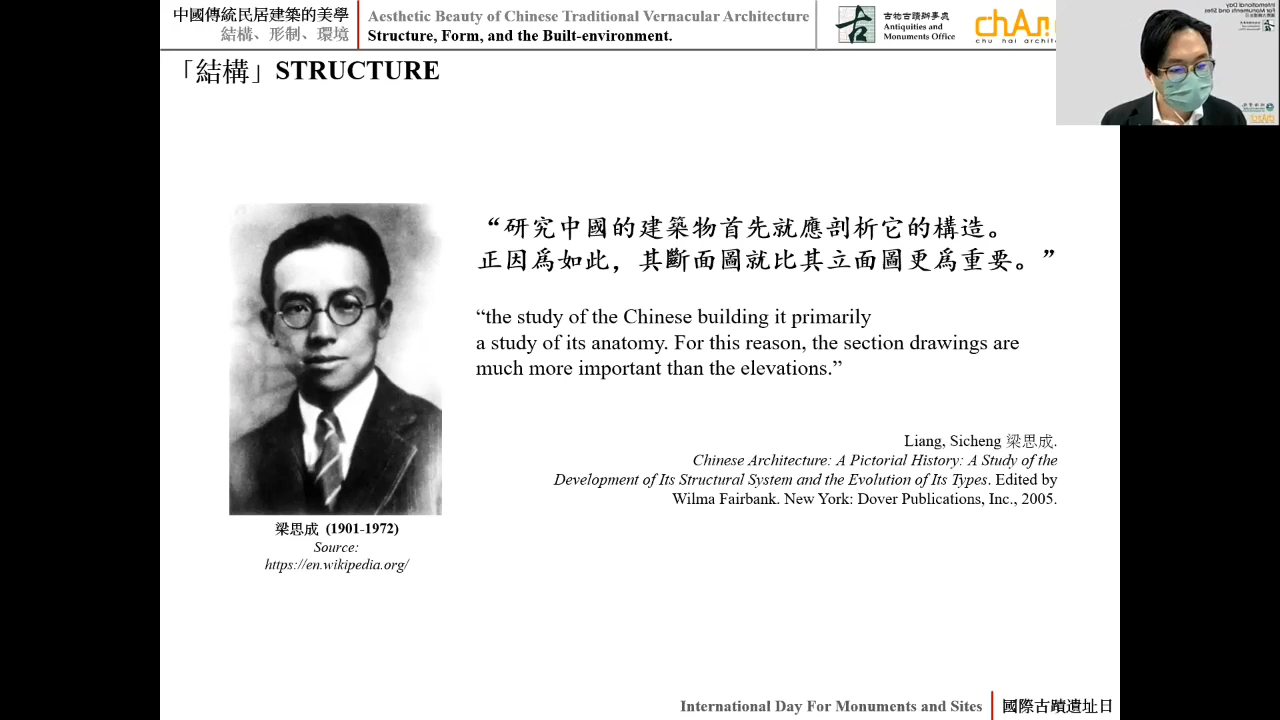 中國傳統民居建築的美學
結構、形制、環境
Aesthetic Beauty of Chinese Traditional Vernacular Architecture
Structure, Form, and the Built-environment.
古物古蹟辦事處
Antiquities and
Monuments Office
chAr
chu hai archite
「結構」STRUCTURE
“研究中國的建築物首先就應剖析它的構造。
正因爲如此，其斷面圖就比其立面圖更爲重要。”
“the study of the Chinese building it primarily
a study of its anatomy. For this reason, the section drawings are
much more important than the elevations.”
Liang, Sicheng 梁思成.
Chinese Architecture: A Pictorial History: A Study of the
Development of Its Structural System and the Evolution of Its Types. Edited by
Wilma Fairbank. New York: Dover Publications, Inc., 2005.
梁思成 (1901-1972)
Source:
https://en.wikipedia.org/
International Day For Monuments and Sites
國際古蹟遺址日